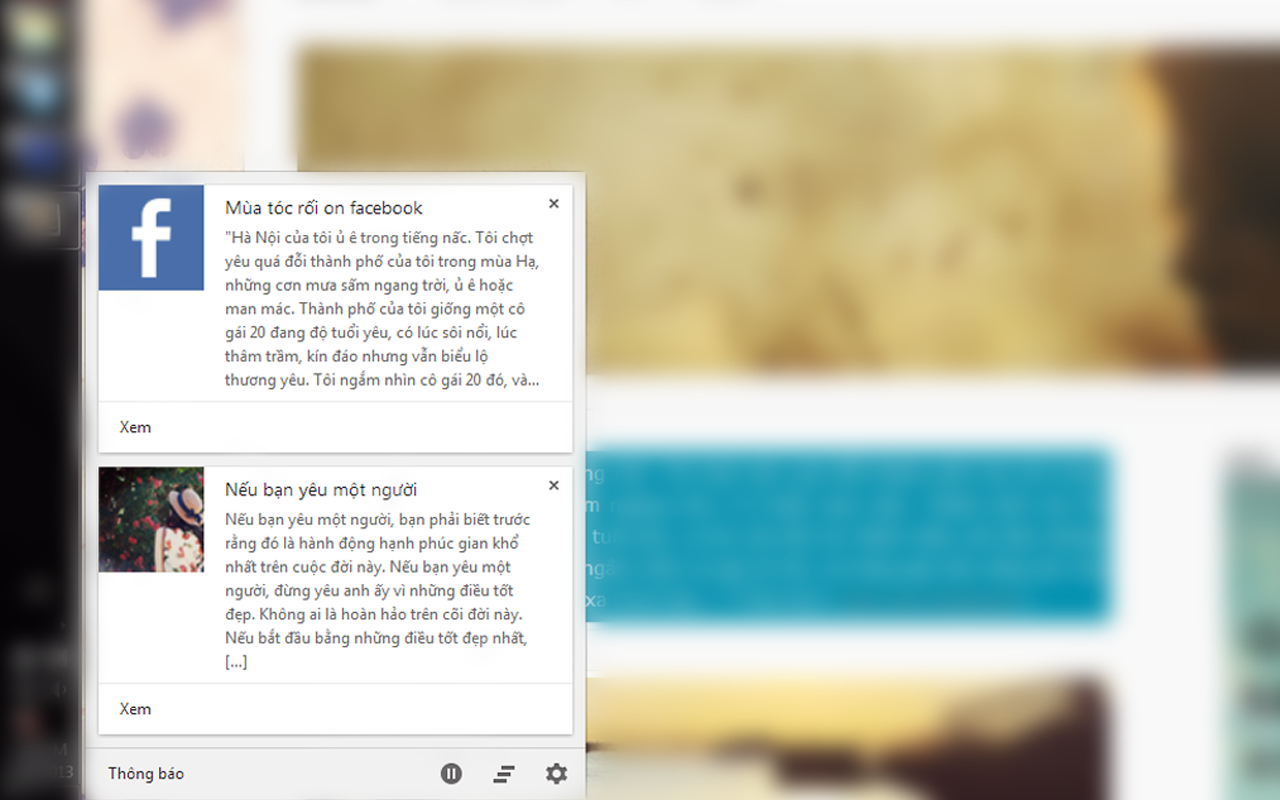 Mùa tóc rối on facebook
"Hà Nội của tôi ủ ê trong tiếng nấc. Tôi chợt
yêu quá đỗi thành phố của tôi trong mùa Hạ,
những cơn mưa sấm ngang trời, ủ ê hoặc
man mác. Thành phố của tôi giống một cô
gái 20 đang độ tuổi yêu, có lúc sôi nổi, lúc
thâm trầm, kín đáo nhưng vẫn biểu lộ
thương yêu. Tôi ngắm nhìn cô gái 20 đó, và...
Xem
Nếu bạn yêu một người
Nếu bạn yêu một người, bạn phải biết trước
rằng đó là hành động hạnh phúc gian khổ
nhất trên cuộc đời này. Nếu bạn yêu một
người, đừng yêu anh ấy vì những điều tốt
đẹp. Không ai là hoàn hảo trên cõi đời này.
Nếu bắt đầu bằng những điều tốt đẹp nhất,
[...]
Xem
Thông báo